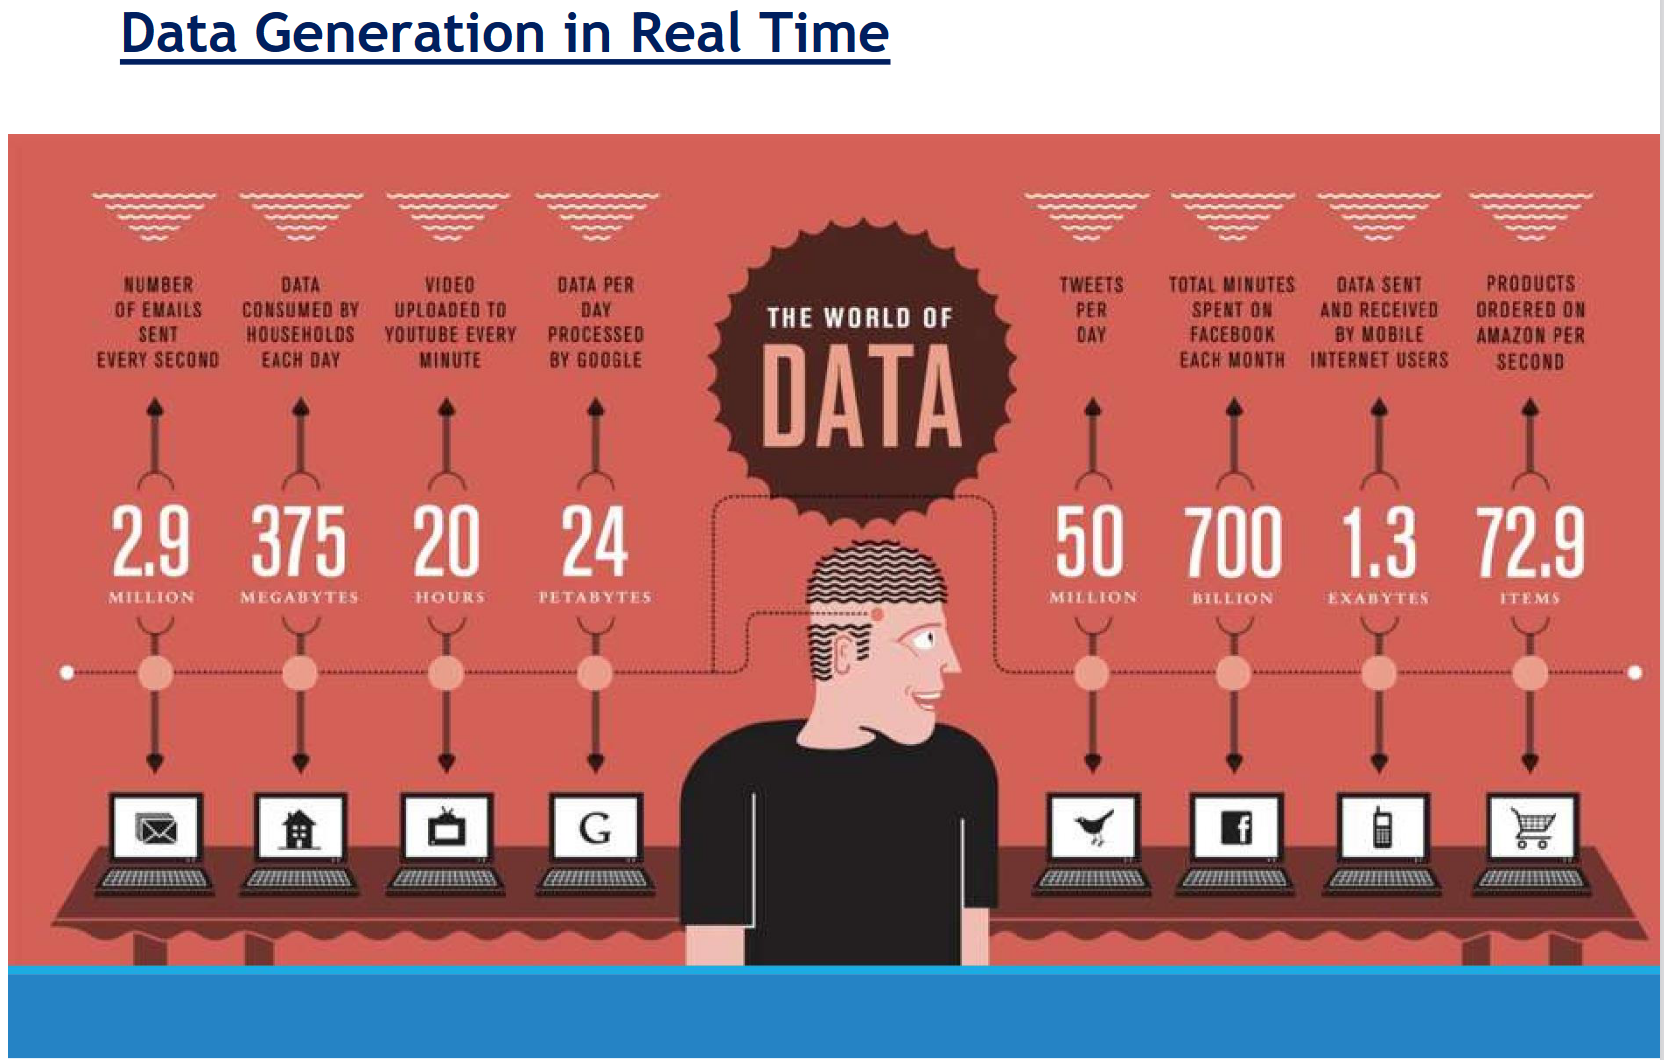 Data Generation in Real Time
NUMBER
OF EMAILS
SENT
EVERY SECOND
2.9
MILLION
DATA
CONSUMED BY
HOUSEHOLDS
EACH DAY
375
MEGABYTES
VIDEO
UPLOADED TO
YOUTUBE EVERY
MINUTE
20
HOURS
DATA PER
DAY
PROCESSED
BY GOOGLE
24
PETABYTES
G
THE WORLD OF
DATA
TWEETS
PER
DAY
50
MILLION
TOTAL MINUTES
SPENT ON
FACEBOOK
EACH MONTH
700
BILLION
f
DATA SENT
AND RECEIVED
BY MOBILE
INTERNET USERS
1.3
EXABYTES
PRODUCTS
ORDERED ON
AMAZON PER
SECOND
72.9
ITEMS